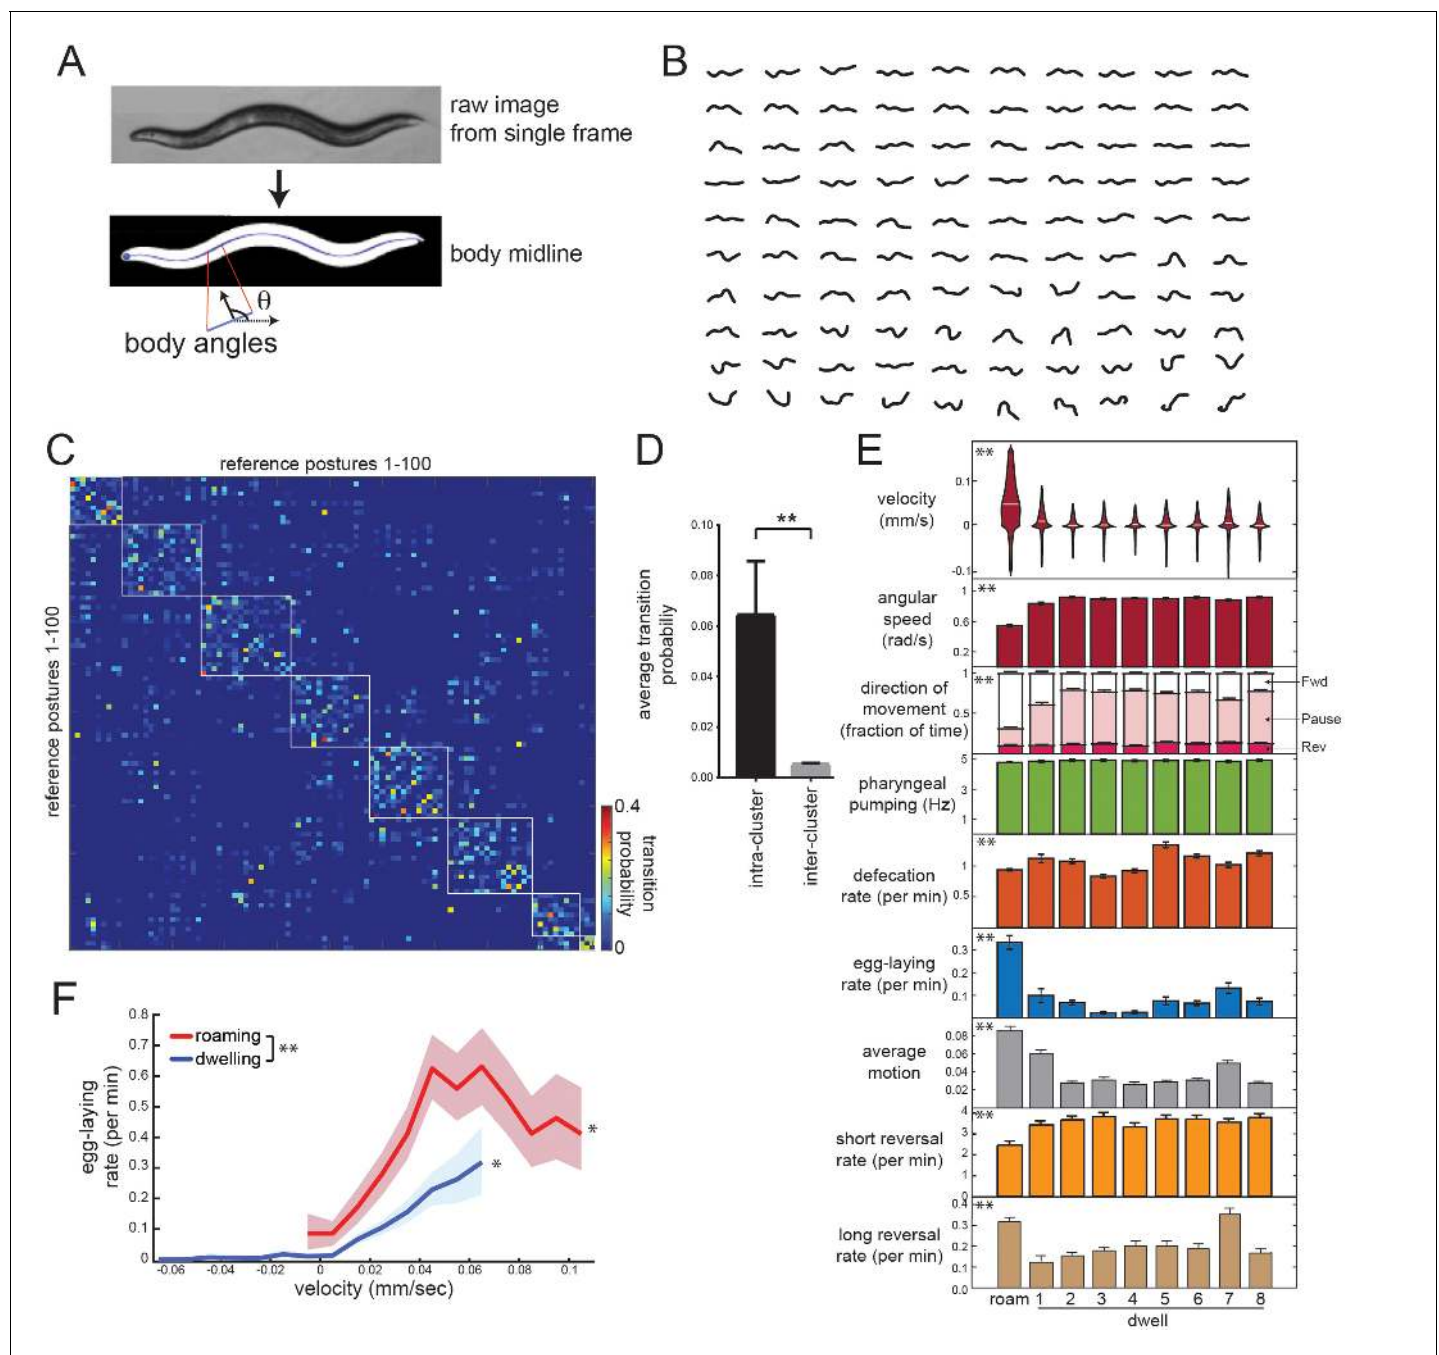 A
raw image
from single frame
body midline
θ
body angles
B
C
reference postures 1-100
reference postures 1-100
0.4
transition
probability
0
D
**
0.10
0.08
0.06
0.04
0.02
0.00
average transition
probabiliy
intra-cluster
inter-cluster
E
**
velocity
(mm/s)
0.1
0
-0.1
**
angular
speed
(rad/s)
1
0.6
0.2
**
direction of
movement
(fraction of time)
1
0.5
Fwd
Pause
Rev
pharyngeal
pumping (Hz)
5
3
1
**
defecation
rate (per min)
1
0.5
**
egg-laying
rate (per min)
0.3
0.2
0.1
**
average
motion
0.08
0.06
0.04
0.02
**
short reversal
rate (per min)
4
3
2
1
0
**
long reversal
rate (per min)
0.4
0.3
0.2
0.1
0.0
roam 1 2 3 4 5 6 7 8
dwell
F
0.8
0.7
0.6
0.5
0.4
0.3
0.2
0.1
0
egg-laying
rate (per min)
roaming
dwelling
**
*
*
-0.06 -0.04 -0.02 0 0.02 0.04 0.06 0.08 0.1
velocity (mm/sec)